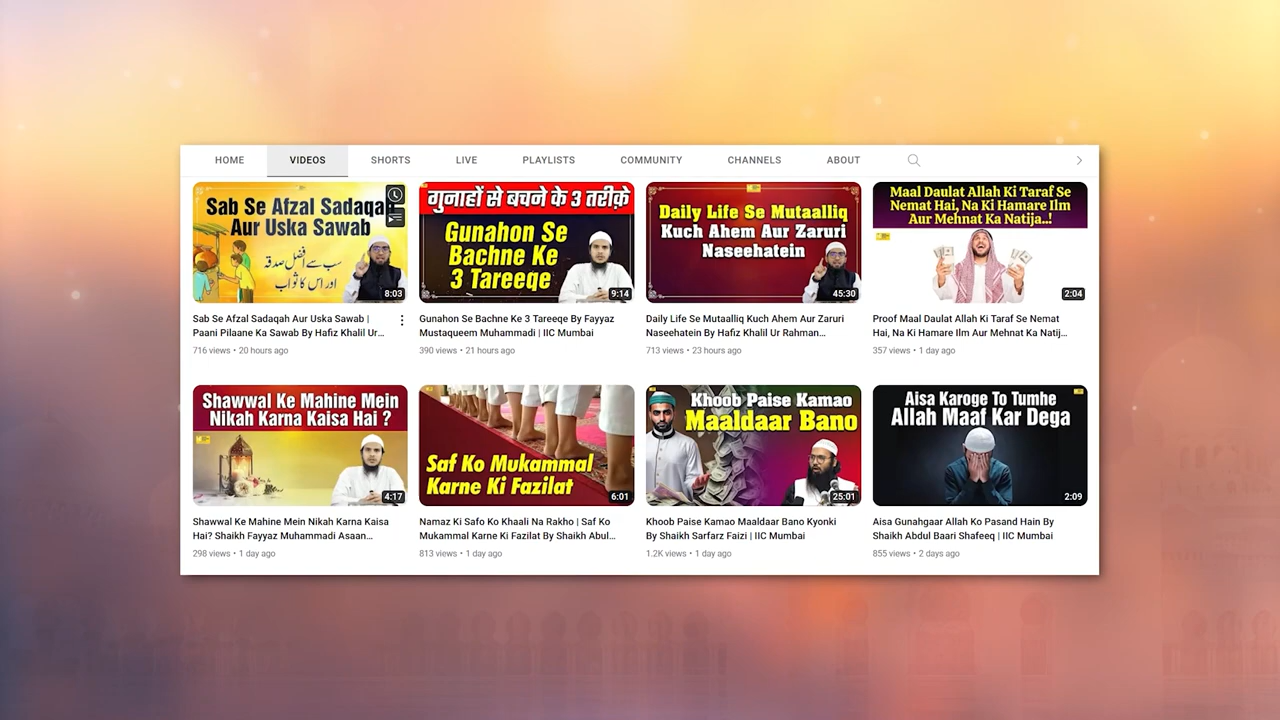 HOME VIDEOS SHORTS LIVE PLAYLISTS COMMUNITY CHANNELS ABOUT
Sab Se Afzal Sadaqah
Aur Uska Sawab
سب سے افضل صدقہ
اور اس کا ثواب
8:03
Sab Se Afzal Sadaqah Aur Uska Sawab |
Paani Pilaane Ka Sawab By Hafiz Khalil Ur...
716 views • 20 hours ago
गुनाहों से बचने के 3 तरीक़े
Gunahon Se
Bachne Ke
3 Tareeqe
9:14
Gunahon Se Bachne Ke 3 Tareeqe By Fayyaz
Mustaqueem Muhammadi | IIC Mumbai
390 views • 21 hours ago
Daily Life Se Mutaalliq
Kuch Ahem Aur Zaruri
Naseehatein
45:30
Daily Life Se Mutaalliq Kuch Ahem Aur Zaruri
Naseehatein By Hafiz Khalil Ur Rahman...
713 views • 23 hours ago
Maal Daulat Allah Ki Taraf Se
Nemat Hai, Na Ki Hamare Ilm
Aur Mehnat Ka Natija..!
2:04
Proof Maal Daulat Allah Ki Taraf Se Nemat
Hai, Na Ki Hamare Ilm Aur Mehnat Ka Natij...
357 views • 1 day ago
Shawwal Ke Mahine Mein
Nikah Karna Kaisa Hai ?
4:17
Shawwal Ke Mahine Mein Nikah Karna Kaisa
Hai? Shaikh Fayyaz Muhammadi Asaan...
298 views • 1 day ago
Saf Ko Mukammal
Karne Ki Fazilat
6:01
Namaz Ki Safo Ko Khaali Na Rakho | Saf Ko
Mukammal Karne Ki Fazilat By Shaikh Abul...
813 views • 1 day ago
Khoob Paise Kamao
Maaldaar Bano
25:01
Khoob Paise Kamao Maaldaar Bano Kyonki
By Shaikh Sarfarz Faizi | IIC Mumbai
1.2K views • 1 day ago
Aisa Karoge To Tumhe
Allah Maaf Kar Dega
2:09
Aisa Gunahgaar Allah Ko Pasand Hain By
Shaikh Abdul Baari Shafeeq | IIC Mumbai
855 views • 2 days ago